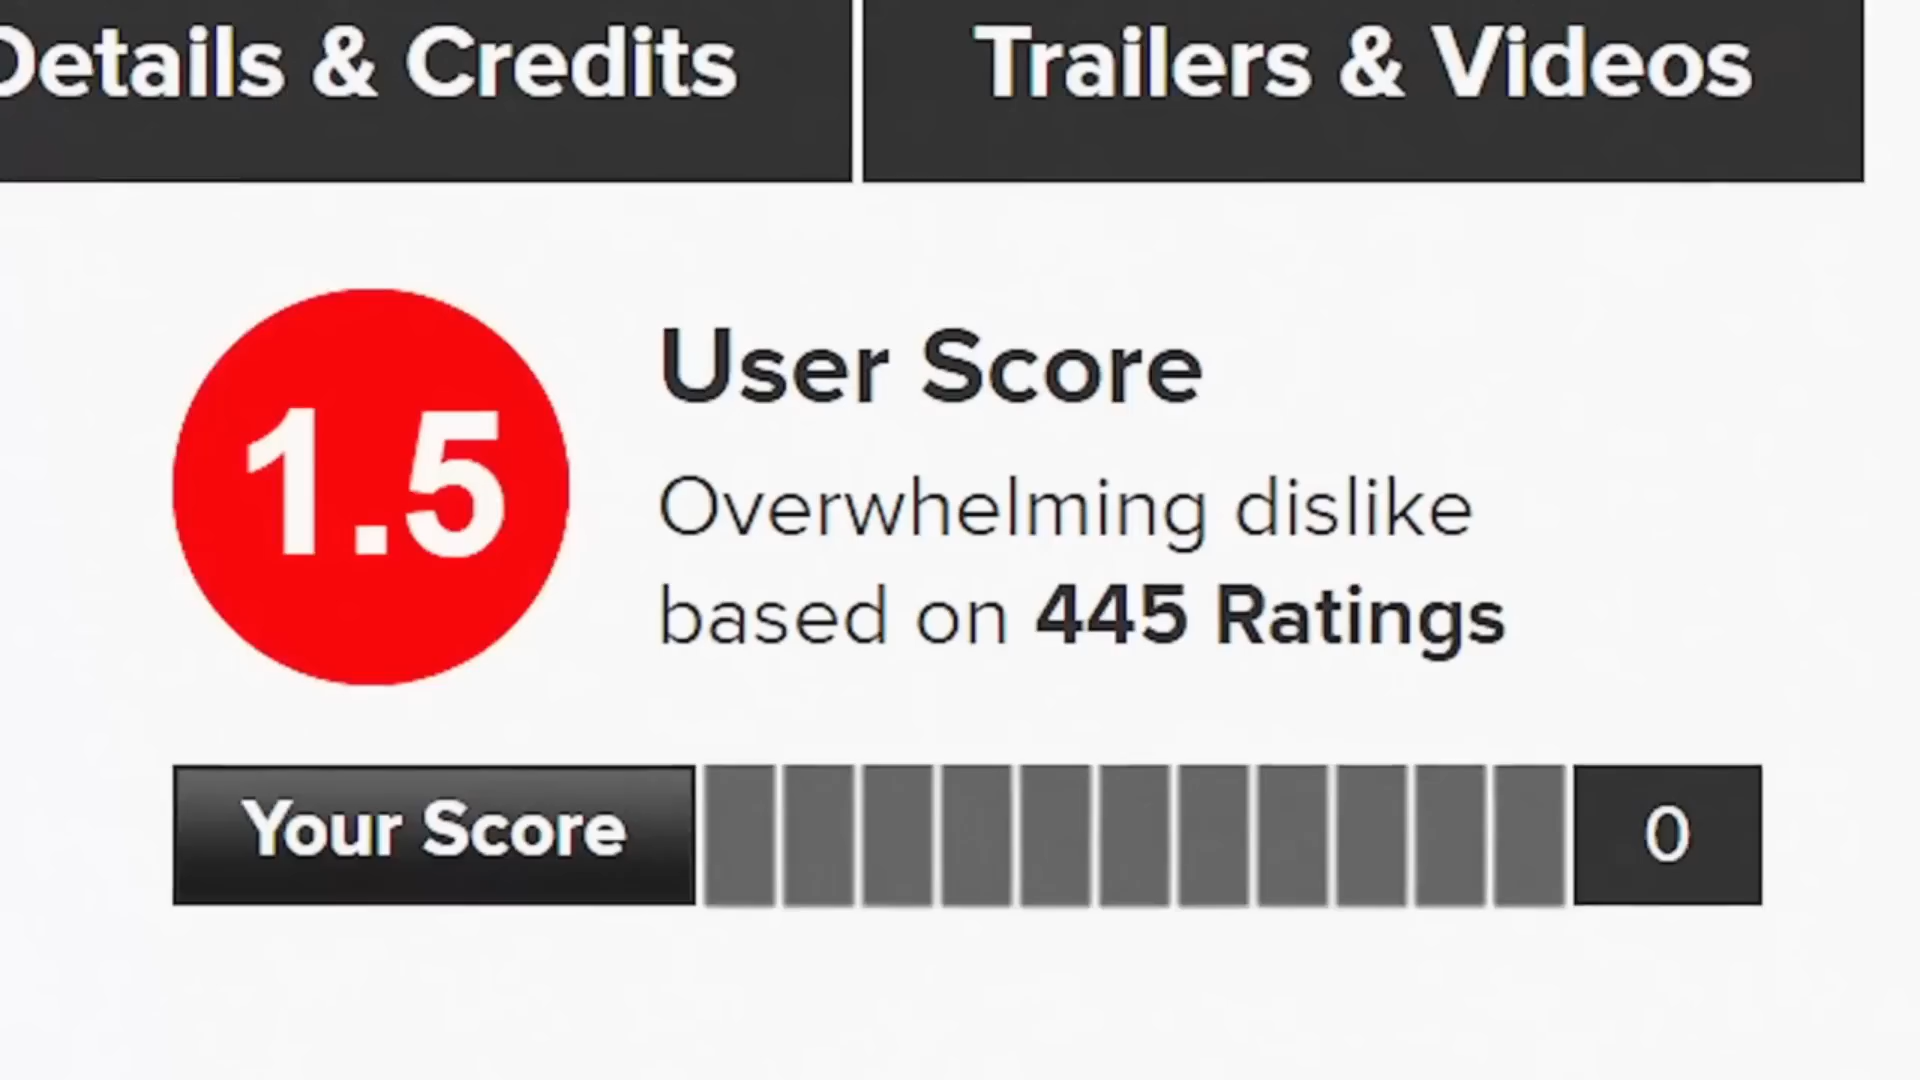 Details & Credits
Trailers & Videos
1.5
User Score
Overwhelming dislike
based on 445 Ratings
Your Score
0